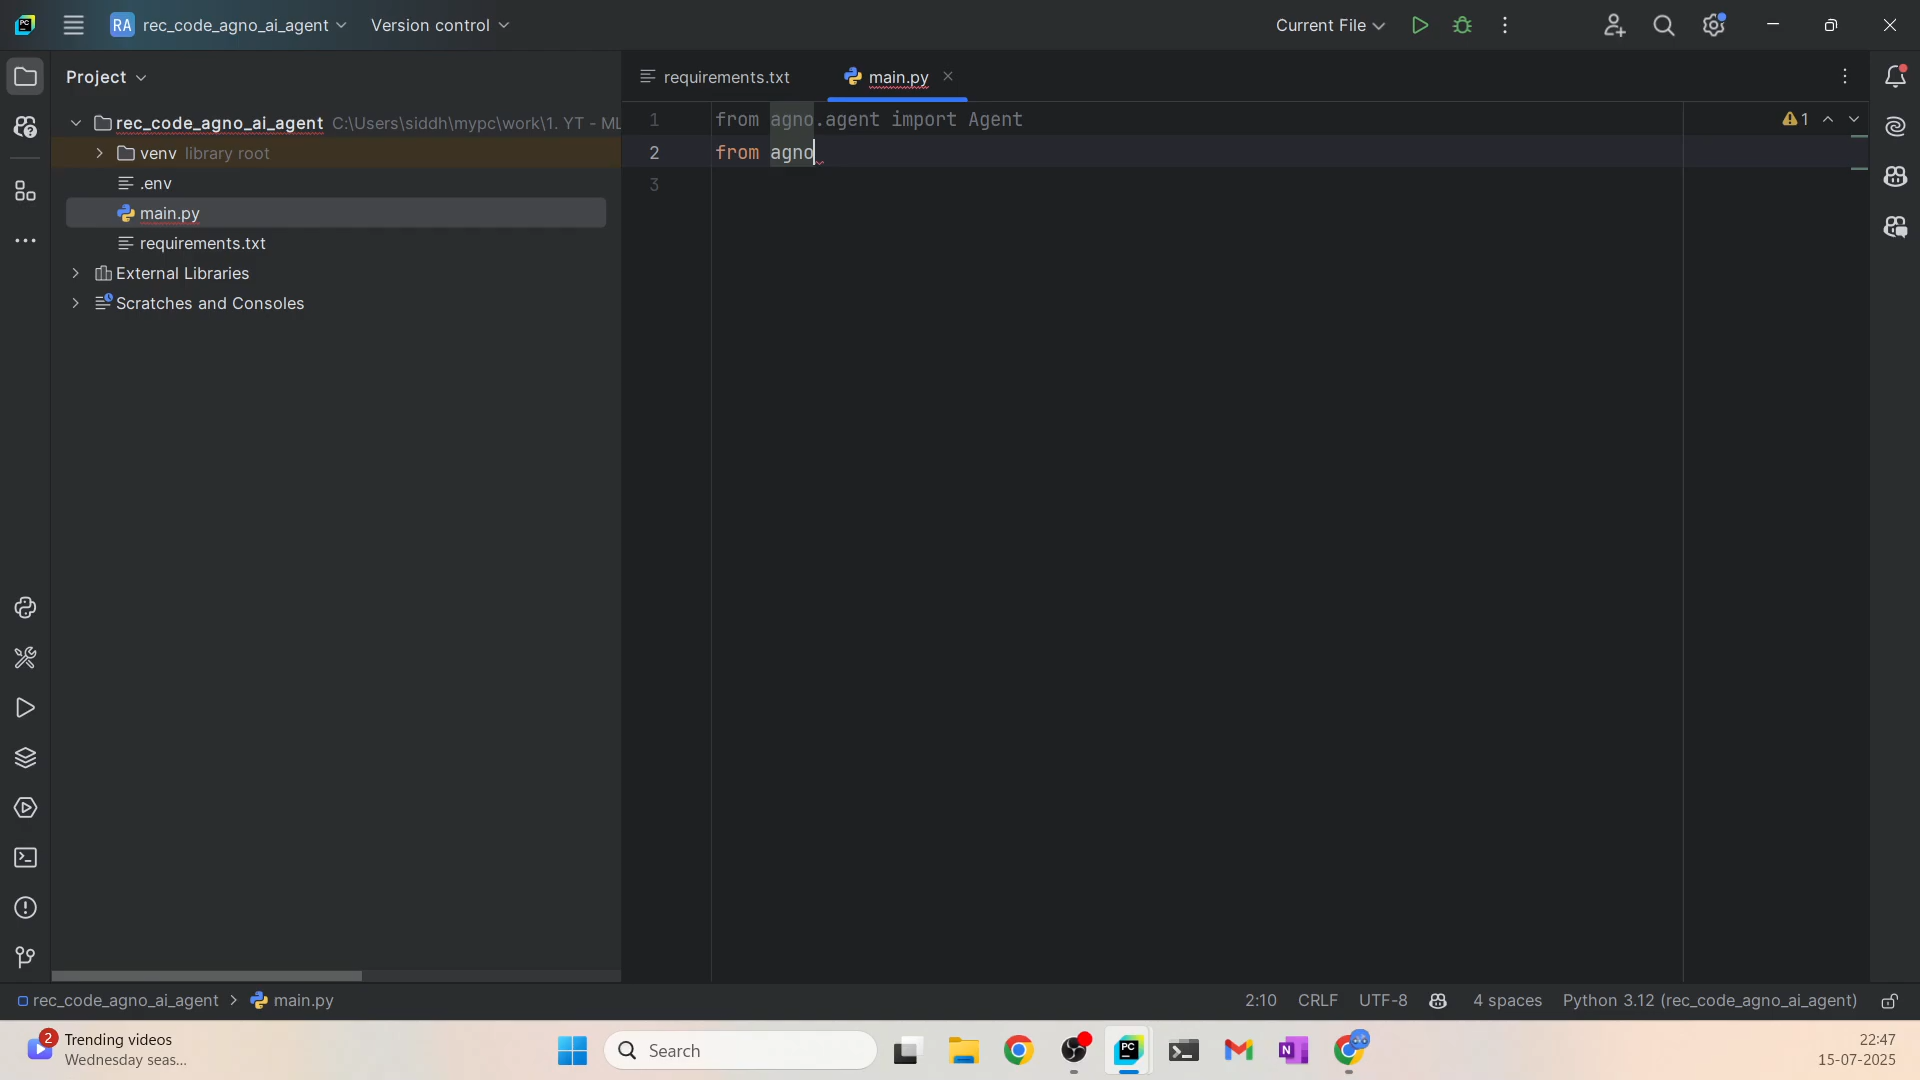 RA rec_code_agno_ai_agent
Version control
Current File
Project
requirements.txt
main.py
rec_code_agno_ai_agent C:\Users\siddh\mypc\work\1. YT - ML
venv library root
.env
main.py
requirements.txt
External Libraries
Scratches and Consoles
1 from agno.agent import Agent
2 from agno
3
1
rec_code_agno_ai_agent > main.py
2:10 CRLF UTF-8 4 spaces Python 3.12 (rec_code_agno_ai_agent)
2
Trending videos
Wednesday seas...
Search
PC
22:47
15-07-2025